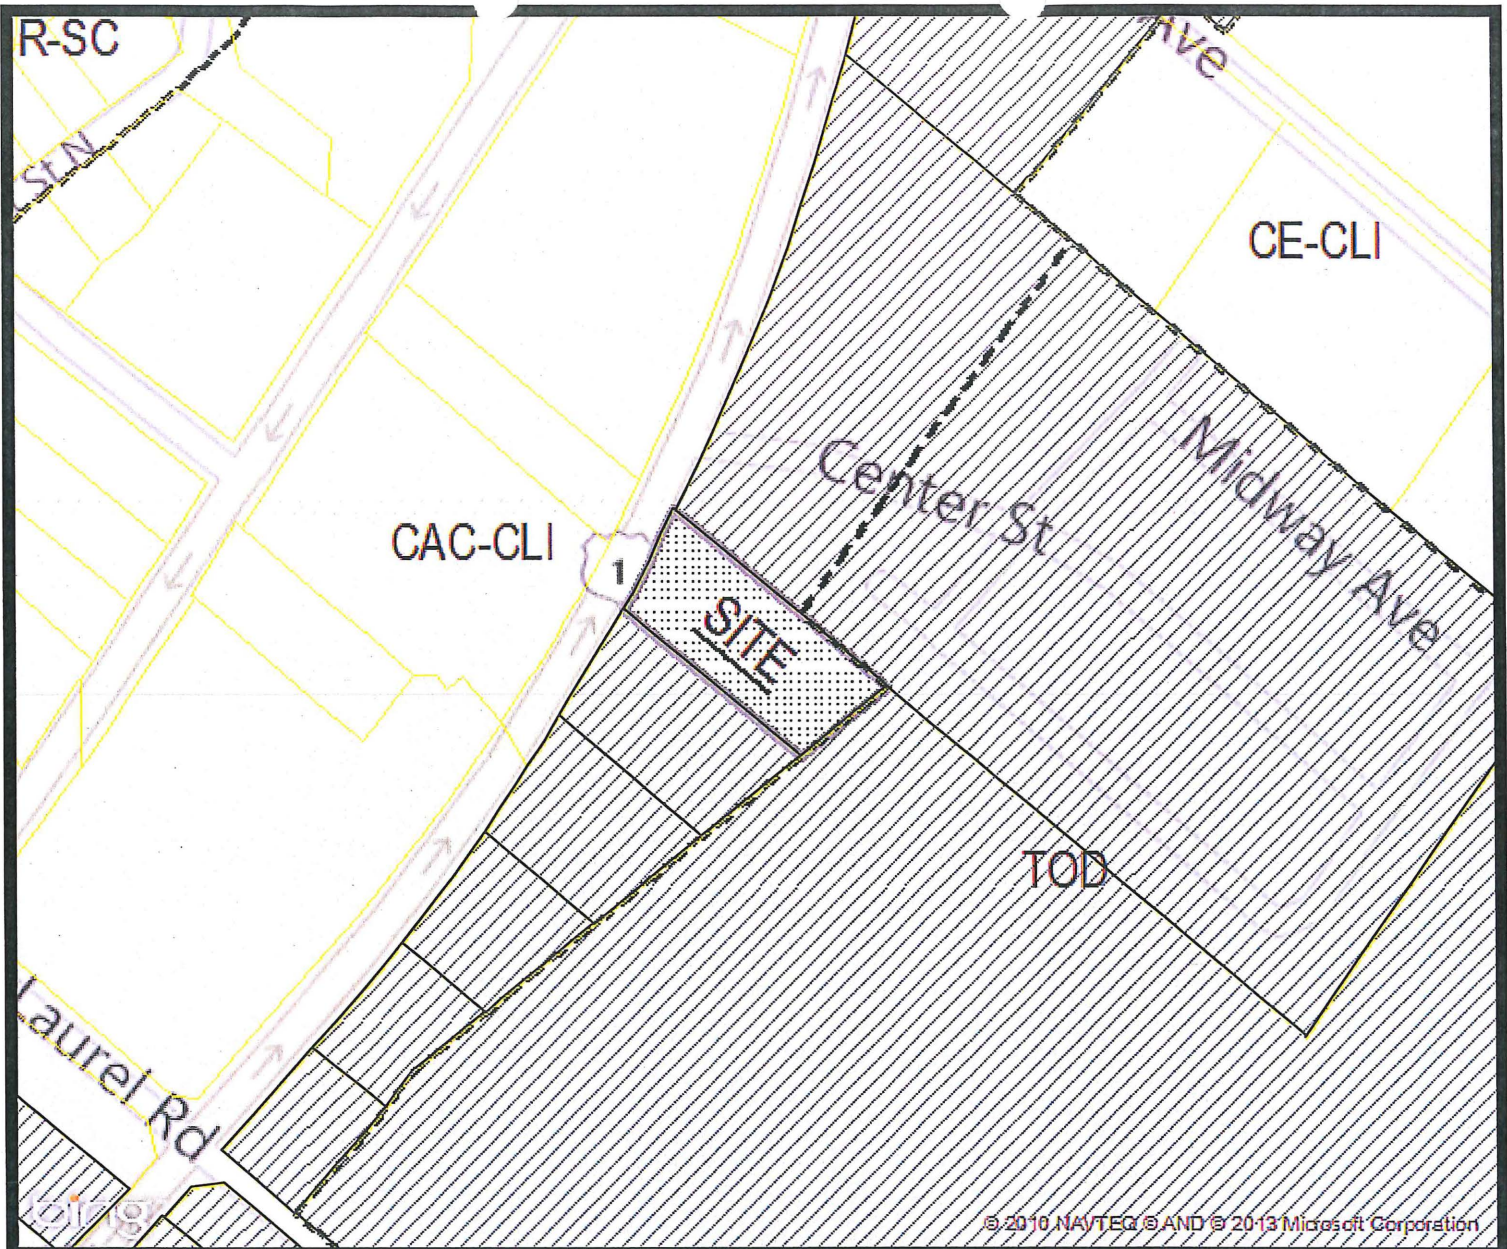 R-SC
Ave
St N
CE-CLI
Center St
Midway Ave
CAC-CLI
1
SITE
TOD
Laurel Rd
bing
© 2010 NAVTEQ © AND © 2013 Microsoft Corporation